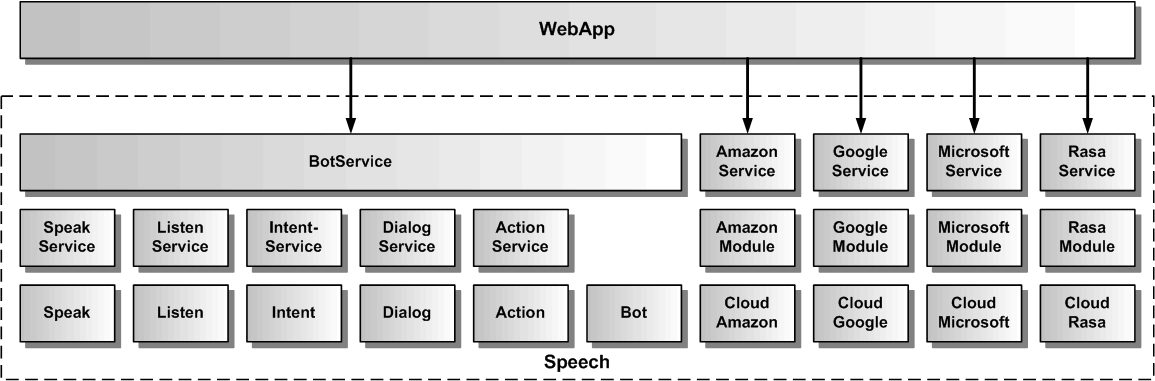 WebApp
BotService
Amazon
Service
Google
Service
Microsoft
Service
Rasa
Service
Speak
Service
Listen
Service
Intent-
Service
Dialog
Service
Action
Service
Amazon
Module
Google
Module
Microsoft
Module
Rasa
Module
Speak
Listen
Intent
Dialog
Action
Bot
Cloud
Amazon
Cloud
Google
Cloud
Microsoft
Cloud
Rasa
Speech